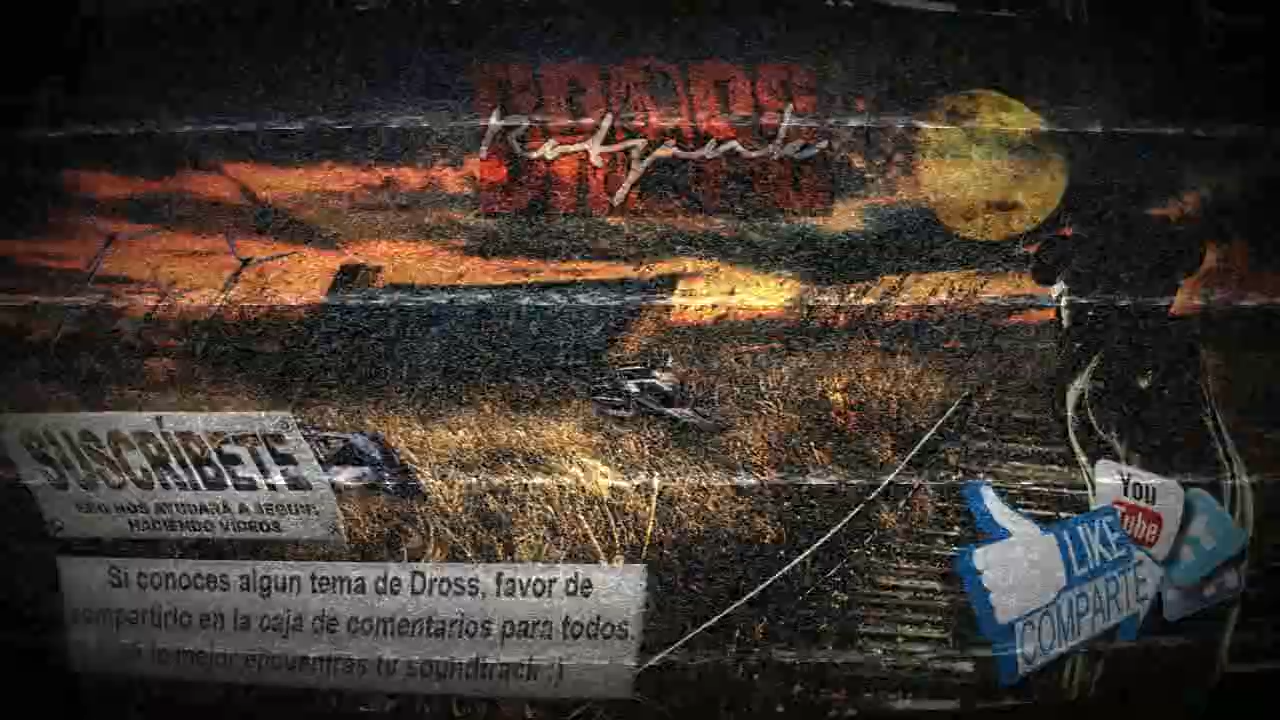 Ratpunk
SUSCRÍBETE
ESO NOS AYUDARÁ A SEGUIR
HACIENDO VIDEOS
Si conoces algun tema de Dross, favor de
compartirlo en la caja de comentarios para todos.
lo mejor encuentras tu soundtrack ;)
You
Tube
LIKE
COMPARTE